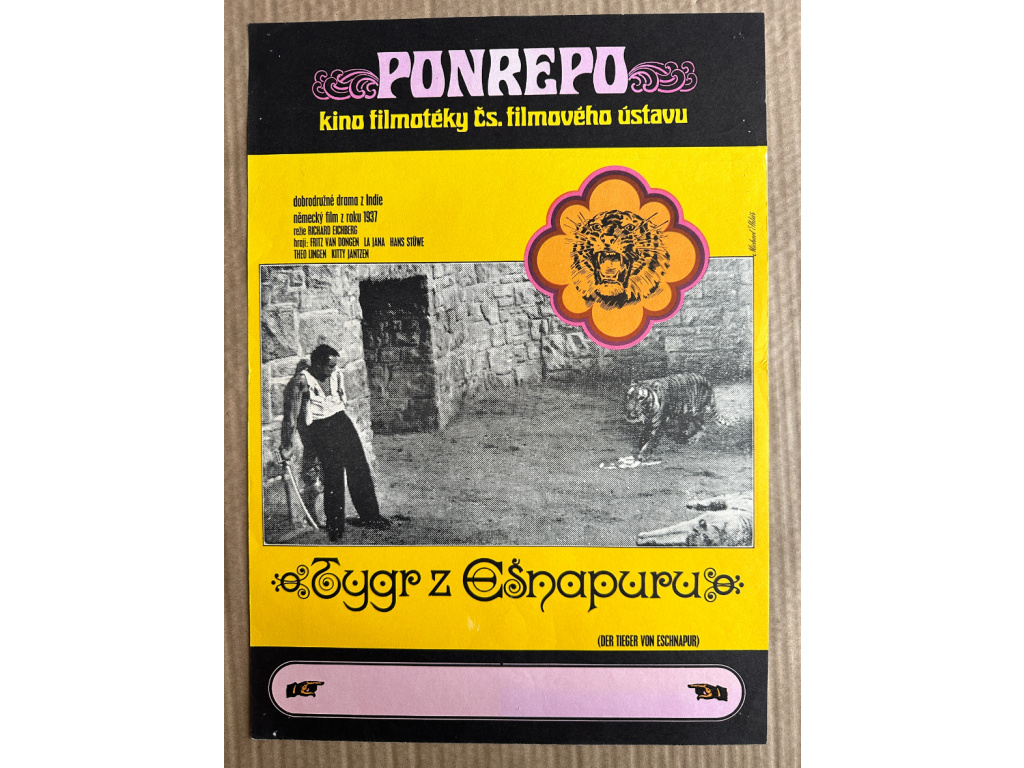 PONREPO
kino filmotéky čs. filmového ústavu
dobrodružné drama z Indie
německý film z roku 1937
režie RICHARD EICHBERG
hrají: FRITZ VAN DONGEN LA JANA HANS STÜWE
THEO LINGEN KITTY JANTZEN
Tygr z Ešnapuru
(DER TIEGER VON ESCHNAPUR)